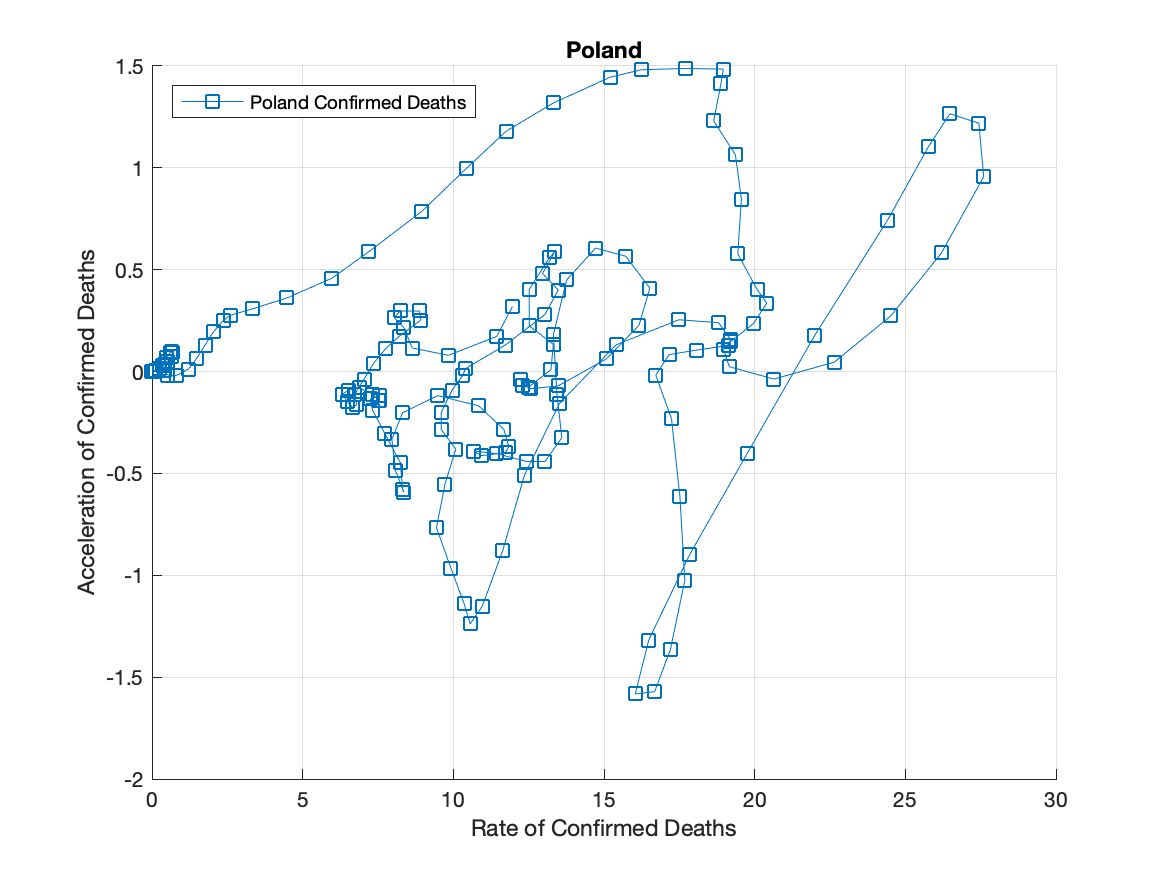 Poland
1.5
Poland Confirmed Deaths
1
0.5
0
-0.5
-1
-1.5
-2
Acceleration of Confirmed Deaths
0 5 10 15 20 25 30
Rate of Confirmed Deaths